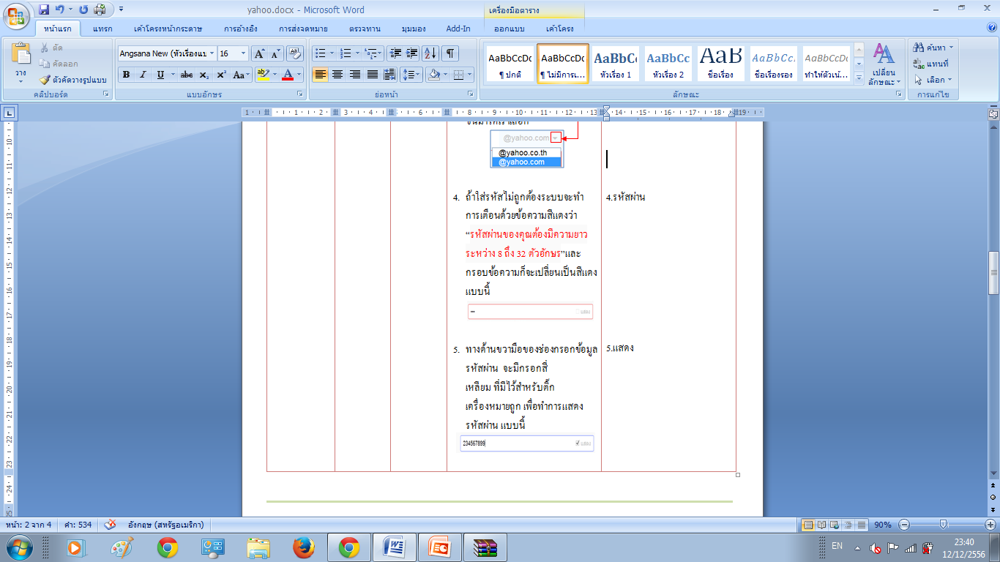 yahoo.docx - Microsoft Word
เครื่องมือตาราง
หน้าแรก แทรก เค้าโครงหน้ากระดาษ การอ้างอิง การส่งจดหมาย ตรวจทาน มุมมอง Add-In ออกแบบ เค้าโครง
วาง
ตัด
คัดลอก
ตัวคัดวางรูปแบบ
คลิปบอร์ด
Angsana New (หัวเรื่องแบ 16
B I U abc x₂ x² Aa
แบบอักษร
ย่อหน้า
AaBbCcDc AaBbCcDc AaBbC AaBbCc AaB AaBbCc. AaBbCcDc
¶ ปกติ ¶ ไม่มีการเ... หัวเรื่อง 1 หัวเรื่อง 2 ชื่อเรื่อง ชื่อเรื่องรอง ทำให้ตัวเน้...
เปลี่ยน
ลักษณะ
ลักษณะ
ค้นหา
แทนที่
เลือก
การแก้ไข
1 1 2 3 4 6 7 8 9 10 11 12 13 14 15 16 17 18 19
@yahoo.com
@yahoo.co.th
@yahoo.com
4. ถ้าใส่รหัสไม่ถูกต้องระบบจะทำ
การเตือนด้วยข้อความสีแดงว่า
“รหัสผ่านของคุณต้องมีความยาว
ระหว่าง 8 ถึง 32 ตัวอักษร”และ
กรอบข้อความก็จะเปลี่ยนเป็นสีแดง
แบบนี้
4.รหัสผ่าน
แสดง
5. ทางด้านขวามือของช่องกรอกข้อมูล
รหัสผ่าน จะมีกรอกสี่
เหลียม ที่มีไว้สำหรับติ๊ก
เครื่องหมายถูก เพื่อทำการแสดง
รหัสผ่าน แบบนี้
5.แสดง
234567899 แสดง
หน้า: 2 จาก 4 คำ: 534 อังกฤษ (สหรัฐอเมริกา) 90%
EN 23:40
12/12/2556